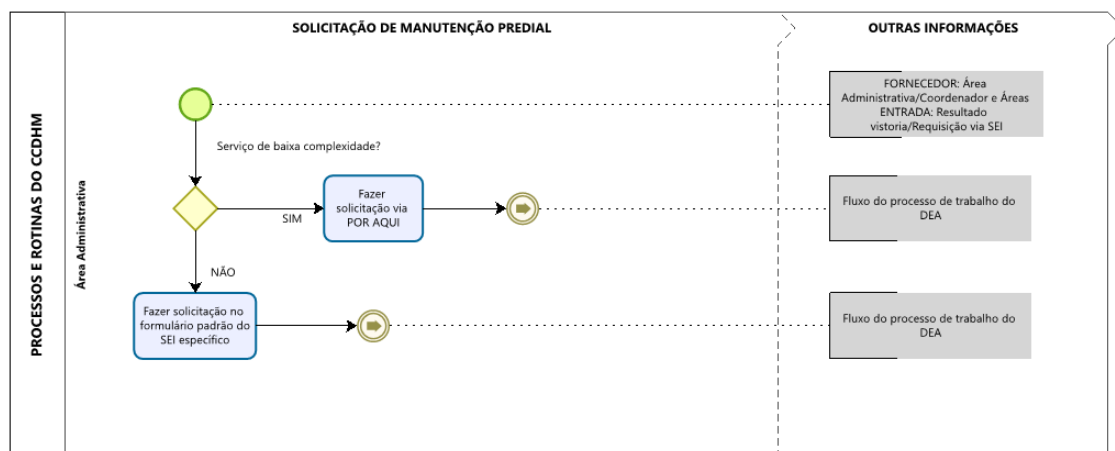 PROCESSOS E ROTINAS DO CCDHM
Área Administrativa
SOLICITAÇÃO DE MANUTENÇÃO PREDIAL
OUTRAS INFORMAÇÕES
FORNECEDOR: Área
Administrativa/Coordenador e Áreas
ENTRADA: Resultado
vistoria/Requisição via SEI
Serviço de baixa complexidade?
SIM
Fazer
solicitação via
POR AQUI
Fluxo do processo de trabalho do
DEA
NÃO
Fazer solicitação no
formulário padrão do
SEI específico
Fluxo do processo de trabalho do
DEA